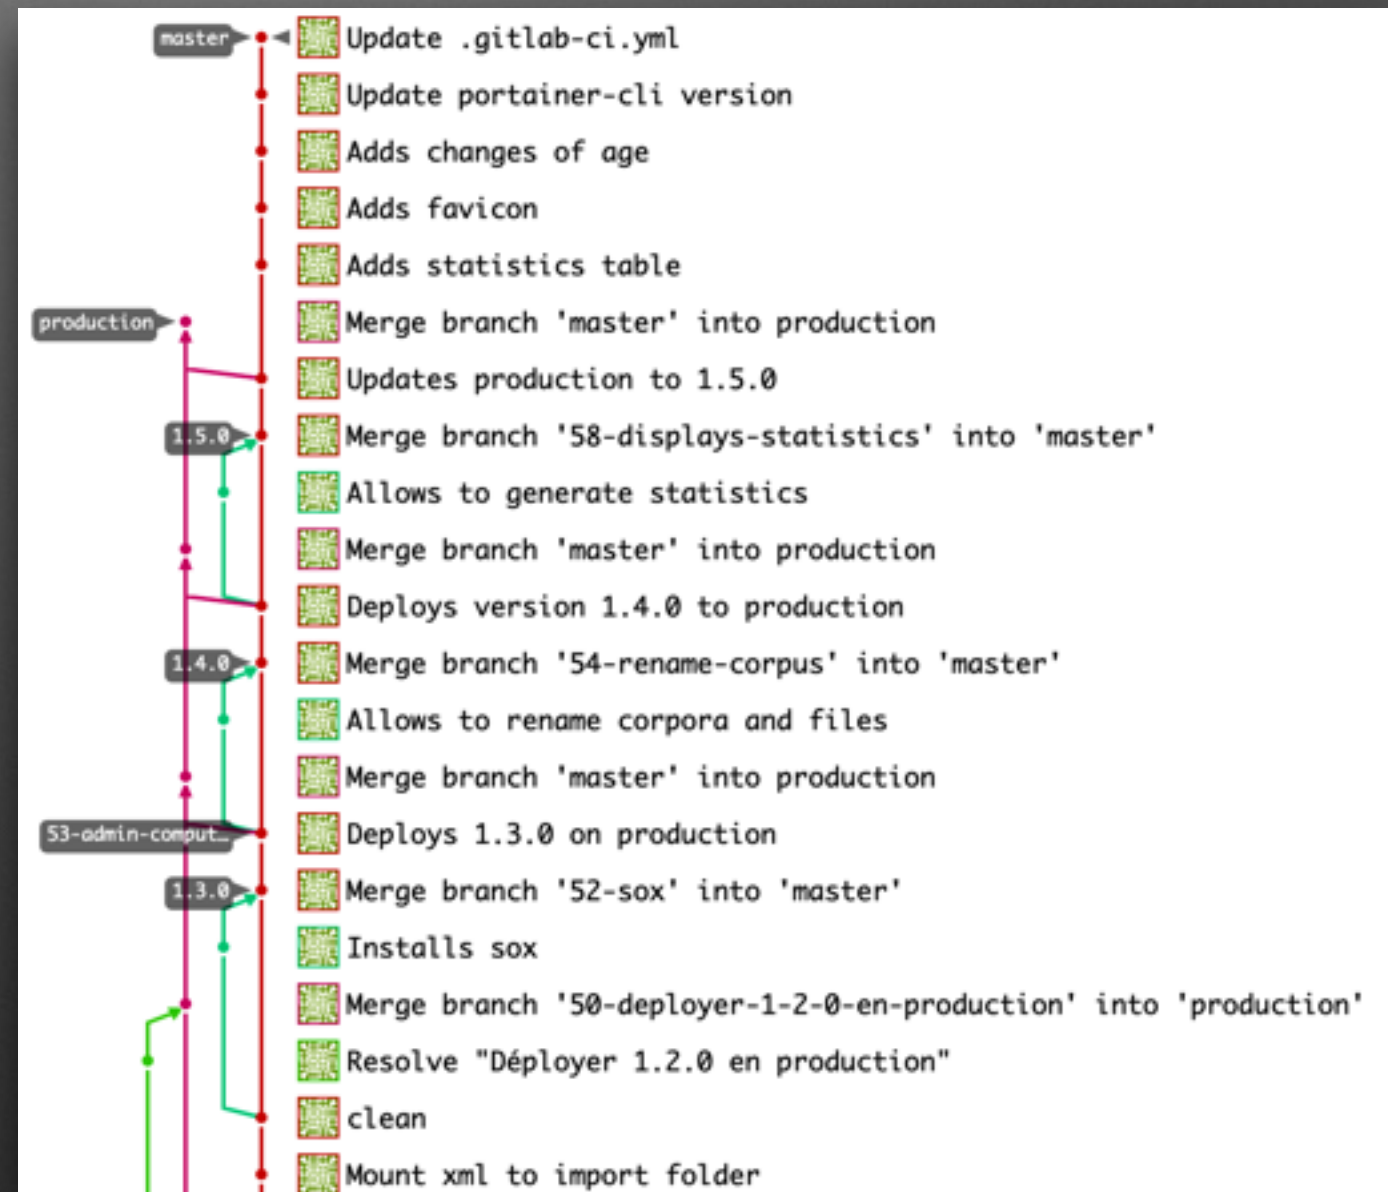 master Update .gitlab-ci.yml
Update portainer-cli version
Adds changes of age
Adds favicon
Adds statistics table
production Merge branch 'master' into production
Updates production to 1.5.0
1.5.0 Merge branch '58-displays-statistics' into 'master'
Allows to generate statistics
Merge branch 'master' into production
Deploys version 1.4.0 to production
1.4.0 Merge branch '54-rename-corpus' into 'master'
Allows to rename corpora and files
Merge branch 'master' into production
53-admin-comput… Deploys 1.3.0 on production
1.3.0 Merge branch '52-sox' into 'master'
Installs sox
Merge branch '50-deployer-1-2-0-en-production' into 'production'
Resolve "Déployer 1.2.0 en production"
clean
Mount xml to import folder